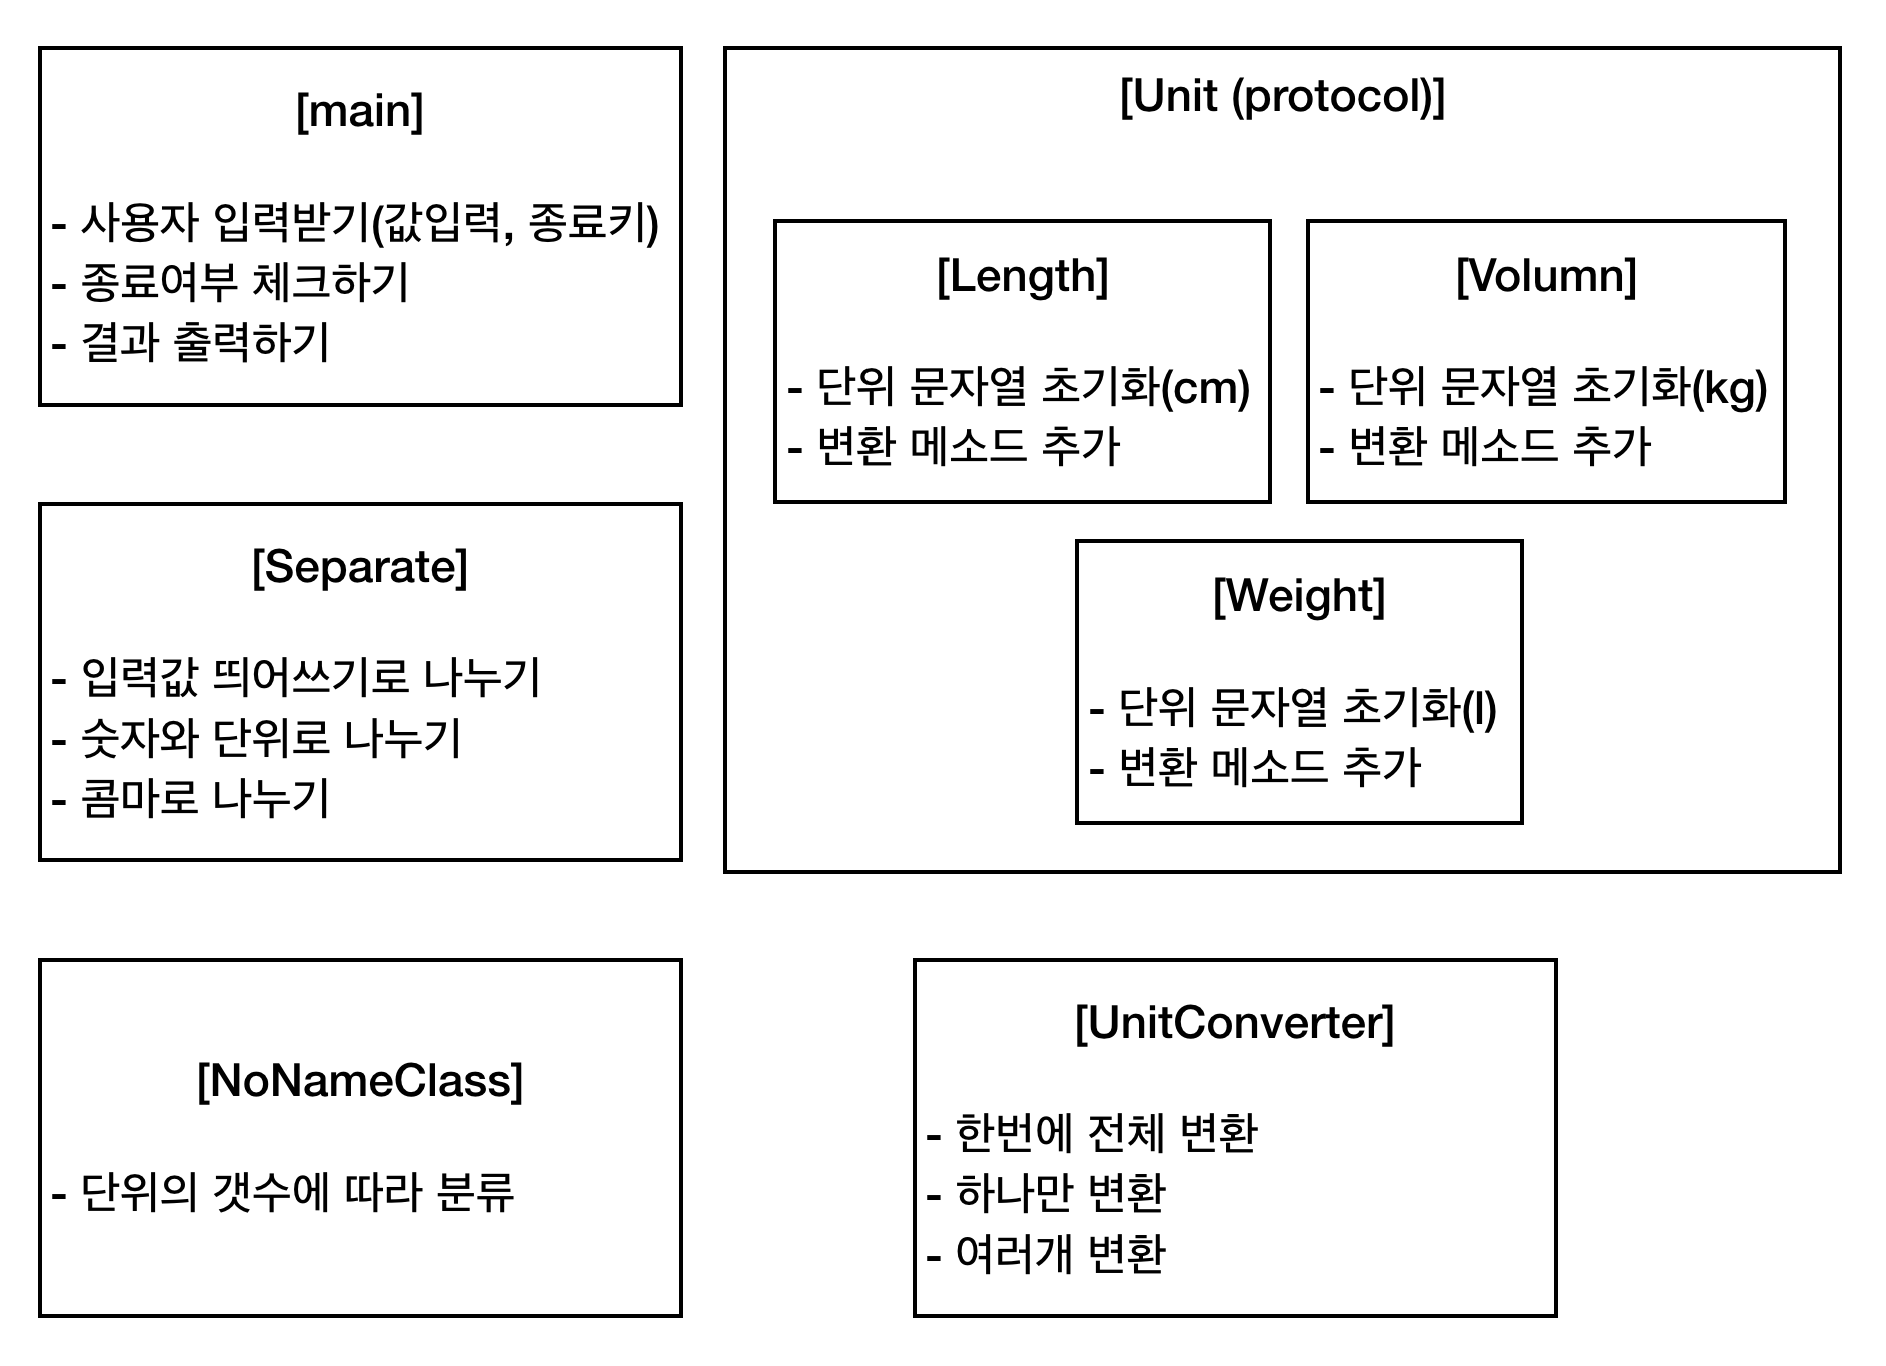 [main]
- 사용자 입력받기(값입력, 종료키)
- 종료여부 체크하기
- 결과 출력하기
[Unit (protocol)]
[Length]
- 단위 문자열 초기화(cm)
- 변환 메소드 추가
[Volumn]
- 단위 문자열 초기화(kg)
- 변환 메소드 추가
[Weight]
- 단위 문자열 초기화(l)
- 변환 메소드 추가
[Separate]
- 입력값 띄어쓰기로 나누기
- 숫자와 단위로 나누기
- 콤마로 나누기
[NoNameClass]
- 단위의 갯수에 따라 분류
[UnitConverter]
- 한번에 전체 변환
- 하나만 변환
- 여러개 변환